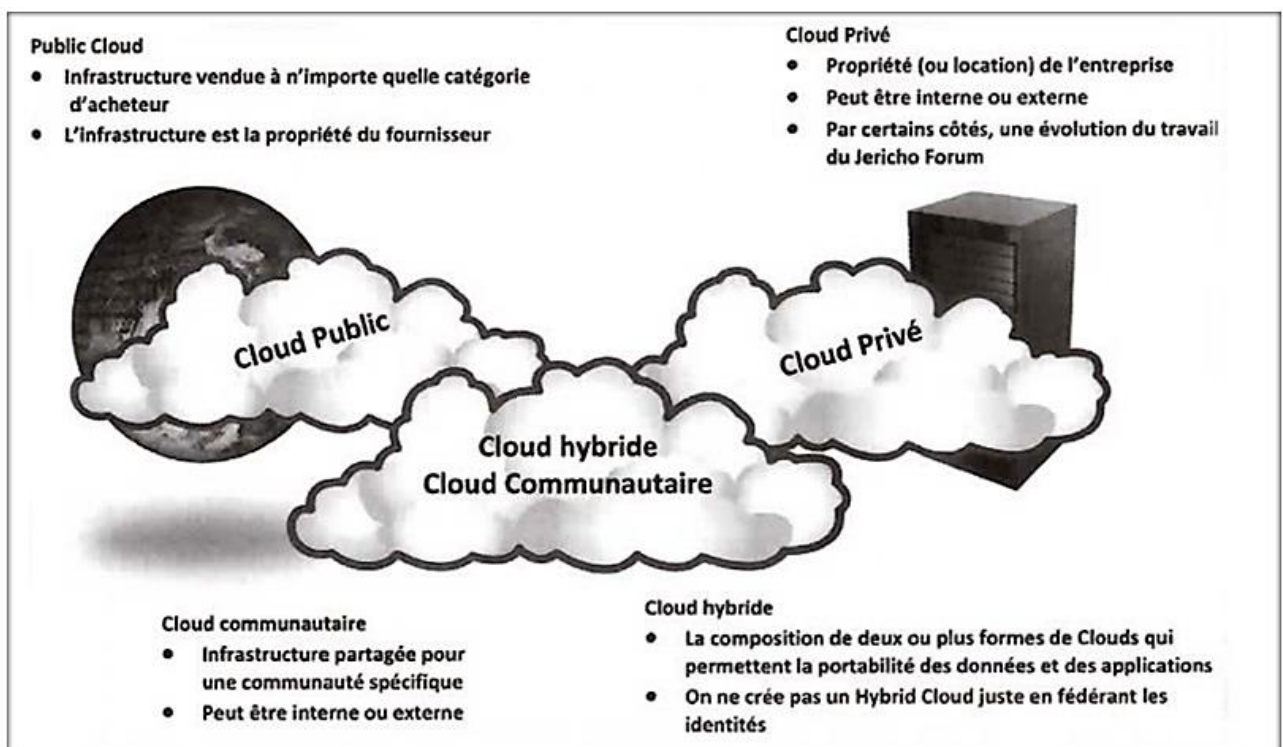 Public Cloud
• Infrastructure vendue à n'importe quelle catégorie
d'acheteur
• L'infrastructure est la propriété du fournisseur
Cloud Privé
• Propriété (ou location) de l'entreprise
• Peut être interne ou externe
• Par certains côtés, une évolution du travail
du Jericho Forum
Cloud Public
Cloud Privé
Cloud hybride
Cloud Communautaire
Cloud communautaire
• Infrastructure partagée pour
une communauté spécifique
• Peut être interne ou externe
Cloud hybride
• La composition de deux ou plus formes de Clouds qui
permettent la portabilité des données et des applications
• On ne crée pas un Hybrid Cloud juste en fédérant les
identités